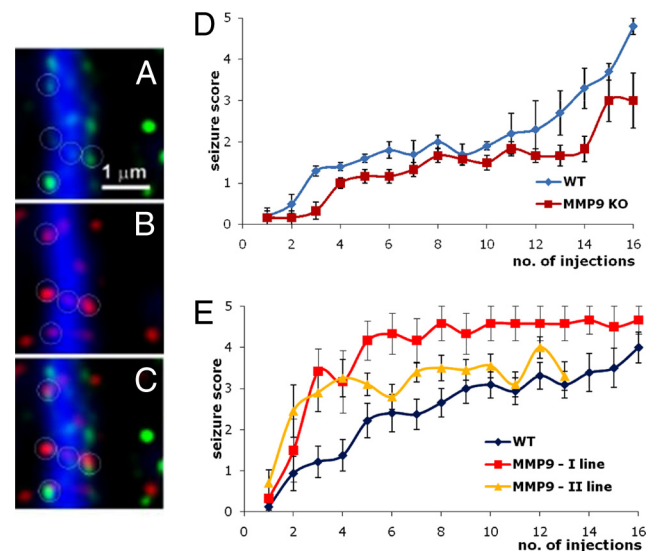 A
1 μm
B
C
D
seizure score
5
4
3
2
1
0
0 2 4 6 8 10 12 14 16
no. of injections
WT
MMP9 KO
E
seizure score
5
4
3
2
1
0
0 2 4 6 8 10 12 14 16
no. of injections
WT
MMP9 - I line
MMP9 - II line